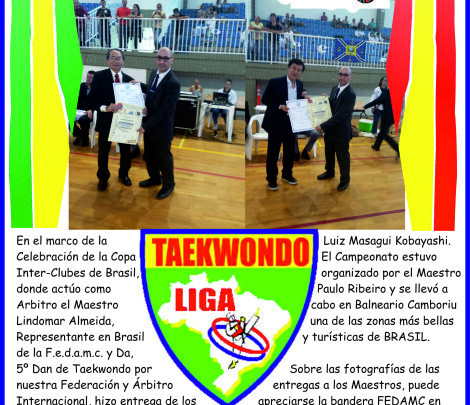 En el marco de la
Celebración de la Copa
Inter-Clubes de Brasil,
donde actúo como
Arbitro el Maestro
Lindomar Almeida,
Representante en Brasil
de la F.e.d.a.m.c. y Da,
5º Dan de Taekwondo por
nuestra Federación y Árbitro
Internacional, hizo entrega de los
TAEKWONDO
LIGA
Luiz Masagui Kobayashi.
El Campeonato estuvo
organizado por el Maestro
Paulo Ribeiro y se llevó a
cabo en Balneario Camboriu
una de las zonas más bellas
y turísticas de BRASIL.
Sobre las fotografías de las
entregas a los Maestros, puede
apreciarse la bandera FEDAMC en